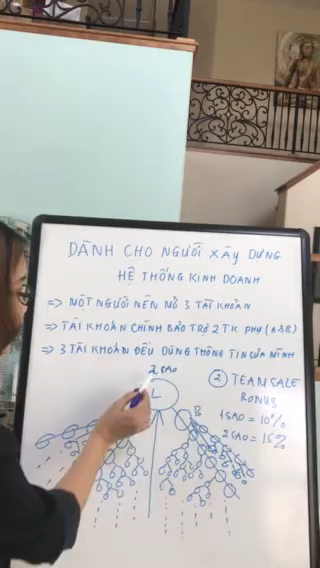 DÀNH CHO NGƯỜI XÂY DỰNG
HỆ THỐNG KINH DOANH
=> MỘT NGƯỜI NÊN MỞ 3 TÀI KHOẢN
=> TÀI KHOẢN CHÍNH BẢO TRỢ 2 TK PHỤ (A&B)
=> 3 TÀI KHOẢN ĐỀU DÙNG THÔNG TIN CỦA MÌNH
2 SAO
L
B
② TEAM SALE
BONUS
1 SAO = 10%
2 SAO = 15%